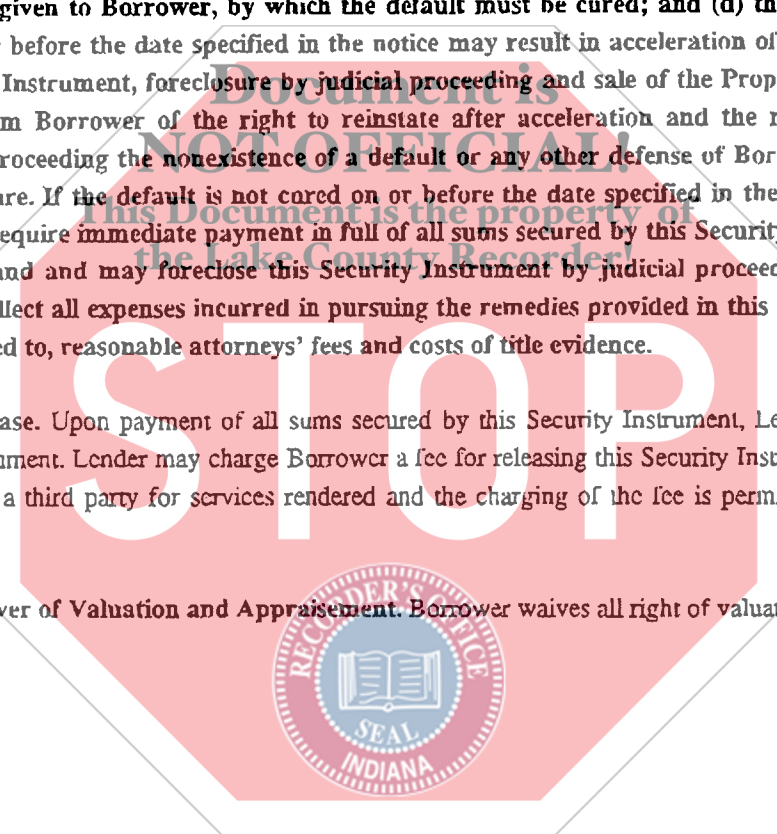 given to Borrower, by which the default must be cured; and (d) th
before the date specified in the notice may result in acceleration of
Instrument, foreclosure by judicial proceeding and sale of the Prop
m Borrower of the right to reinstate after acceleration and the
roceeding the nonexistence of a default or any other defense of Bor
re. If the default is not cored on or before the date specified in the
equire immediate payment in full of all sums secured by this Security
and and may foreclose this Security Instrument by judicial proceed
llect all expenses incurred in pursuing the remedies provided in this
ed to, reasonable attorneys' fees and costs of title evidence.
ase. Upon payment of all sums secured by this Security Instrument, Le
ment. Lender may charge Borrower a fee for releasing this Security Inst
a third party for services rendered and the charging of the fee is perm
ver of Valuation and Appraisement. Borrower waives all right of valua
Document is
NOT OFFICIAL!
This Document is the property of
the Lake County Recorder!
STOP
RECORDER'S OFFICE
SEAL
INDIANA